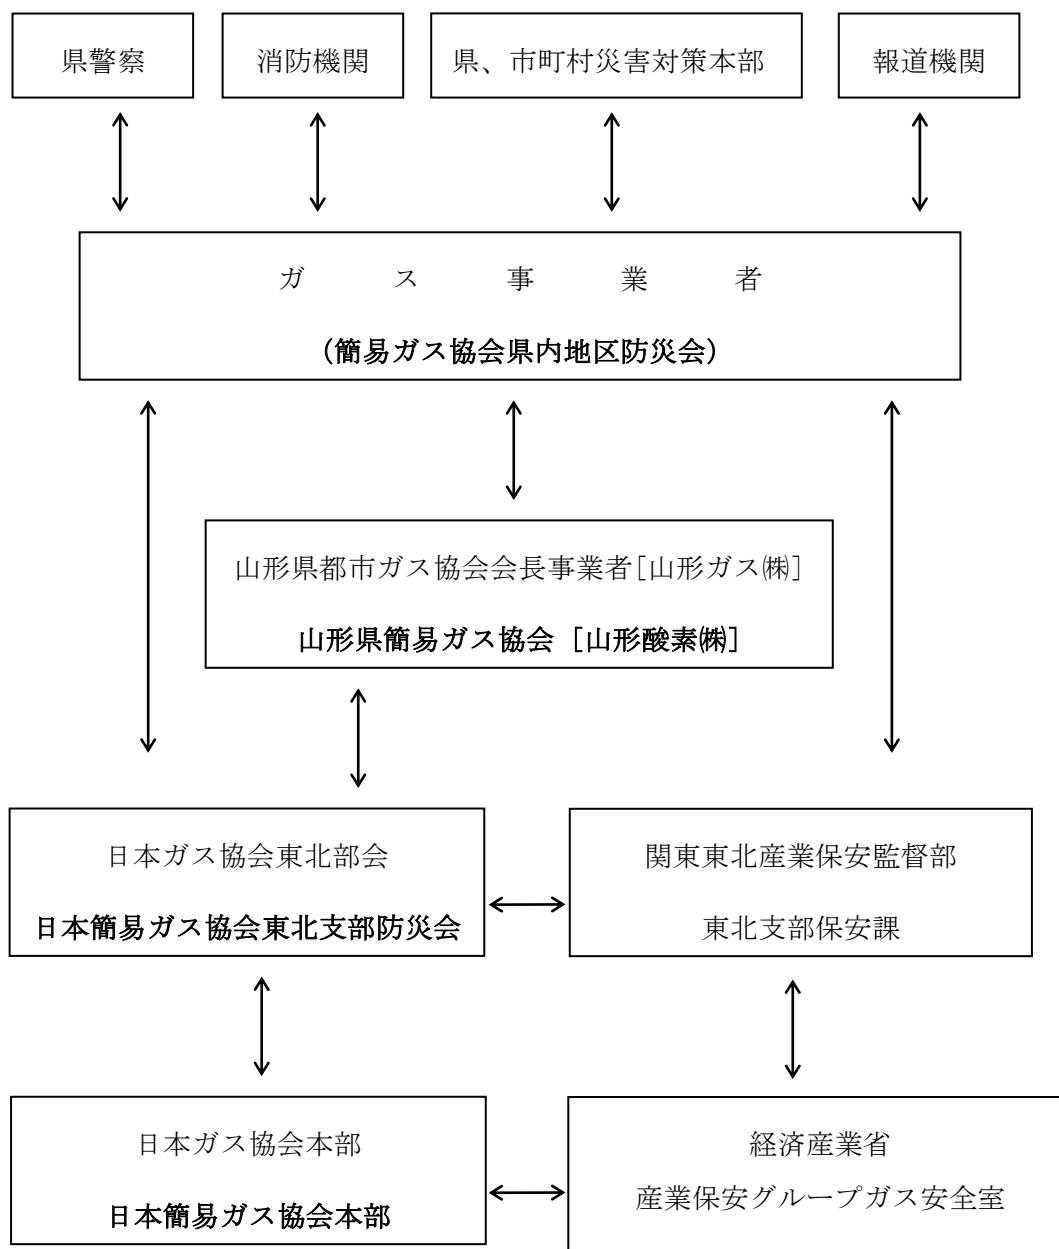 県警察
消防機関
県、市町村災害対策本部
報道機関
ガス事業者
(簡易ガス協会県内地区防災会)
山形県都市ガス協会会長事業者[山形ガス㈱]
山形県簡易ガス協会［山形酸素㈱］
日本ガス協会東北部会
日本簡易ガス協会東北支部防災会
関東東北産業保安監督部
東北支部保安課
日本ガス協会本部
日本簡易ガス協会本部
経済産業省
産業保安グループガス安全室